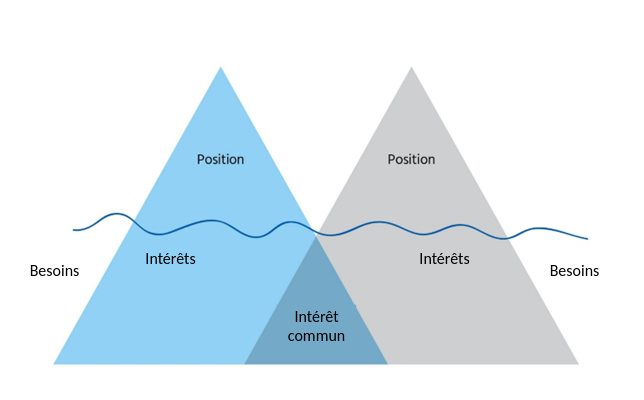 Position
Position
Intérêts
Intérêts
Besoins
Besoins
Intérêt
commun